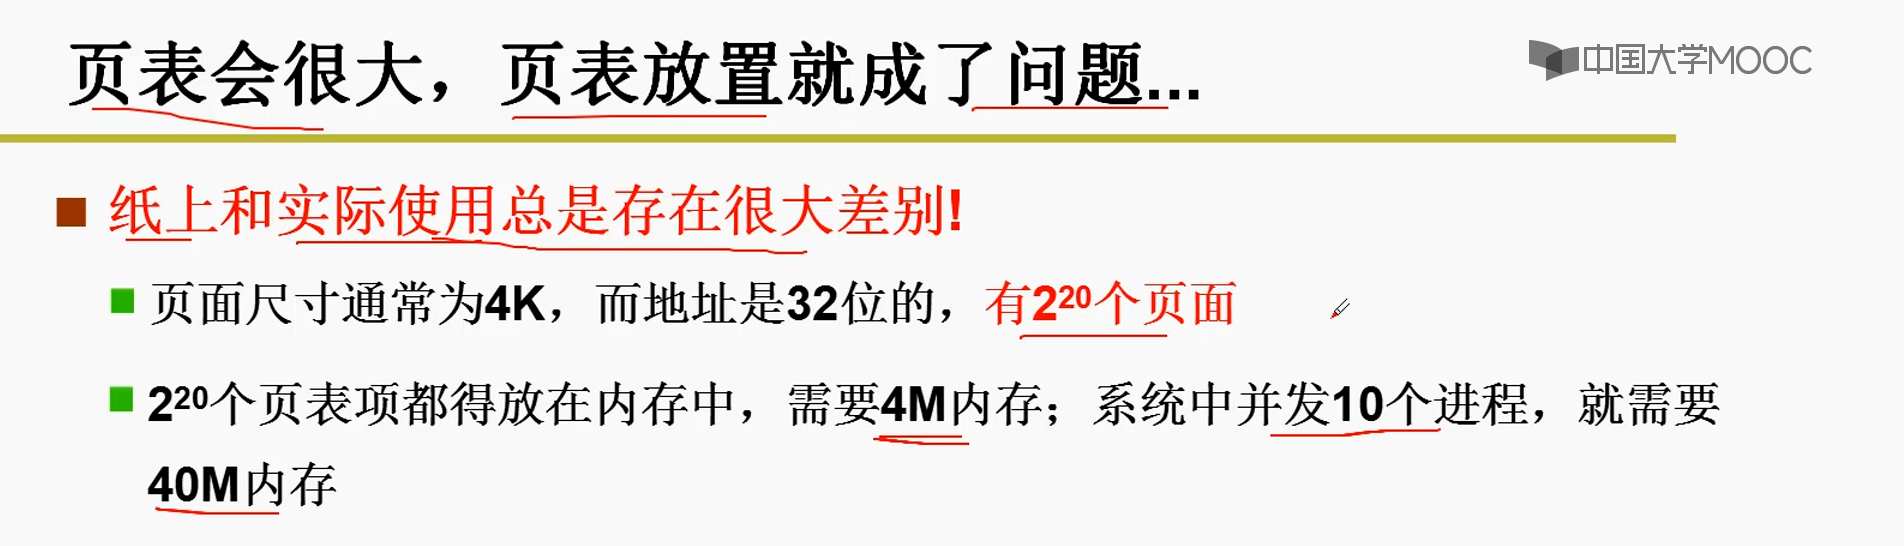 页表会很大，页表放置就成了问题...
中国大学MOOC
纸上和实际使用总是存在很大差别!
页面尺寸通常为4K，而地址是32位的，有2²⁰个页面
2²⁰个页表项都得放在内存中，需要4M内存；系统中并发10个进程，就需要
40M内存